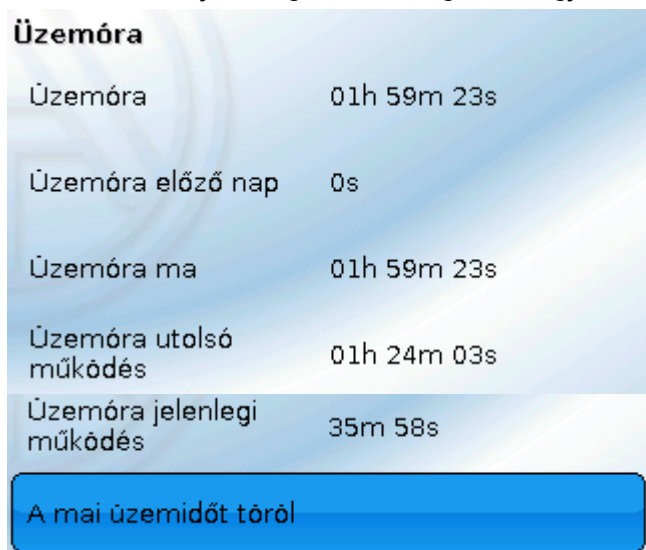 Üzemóra
Üzemóra 01h 59m 23s
Üzemóra előző nap 0s
Üzemóra ma 01h 59m 23s
Üzemóra utolsó
működés 01h 24m 03s
Üzemóra jelenlegi
működés 35m 58s
A mai üzemidőt töröl